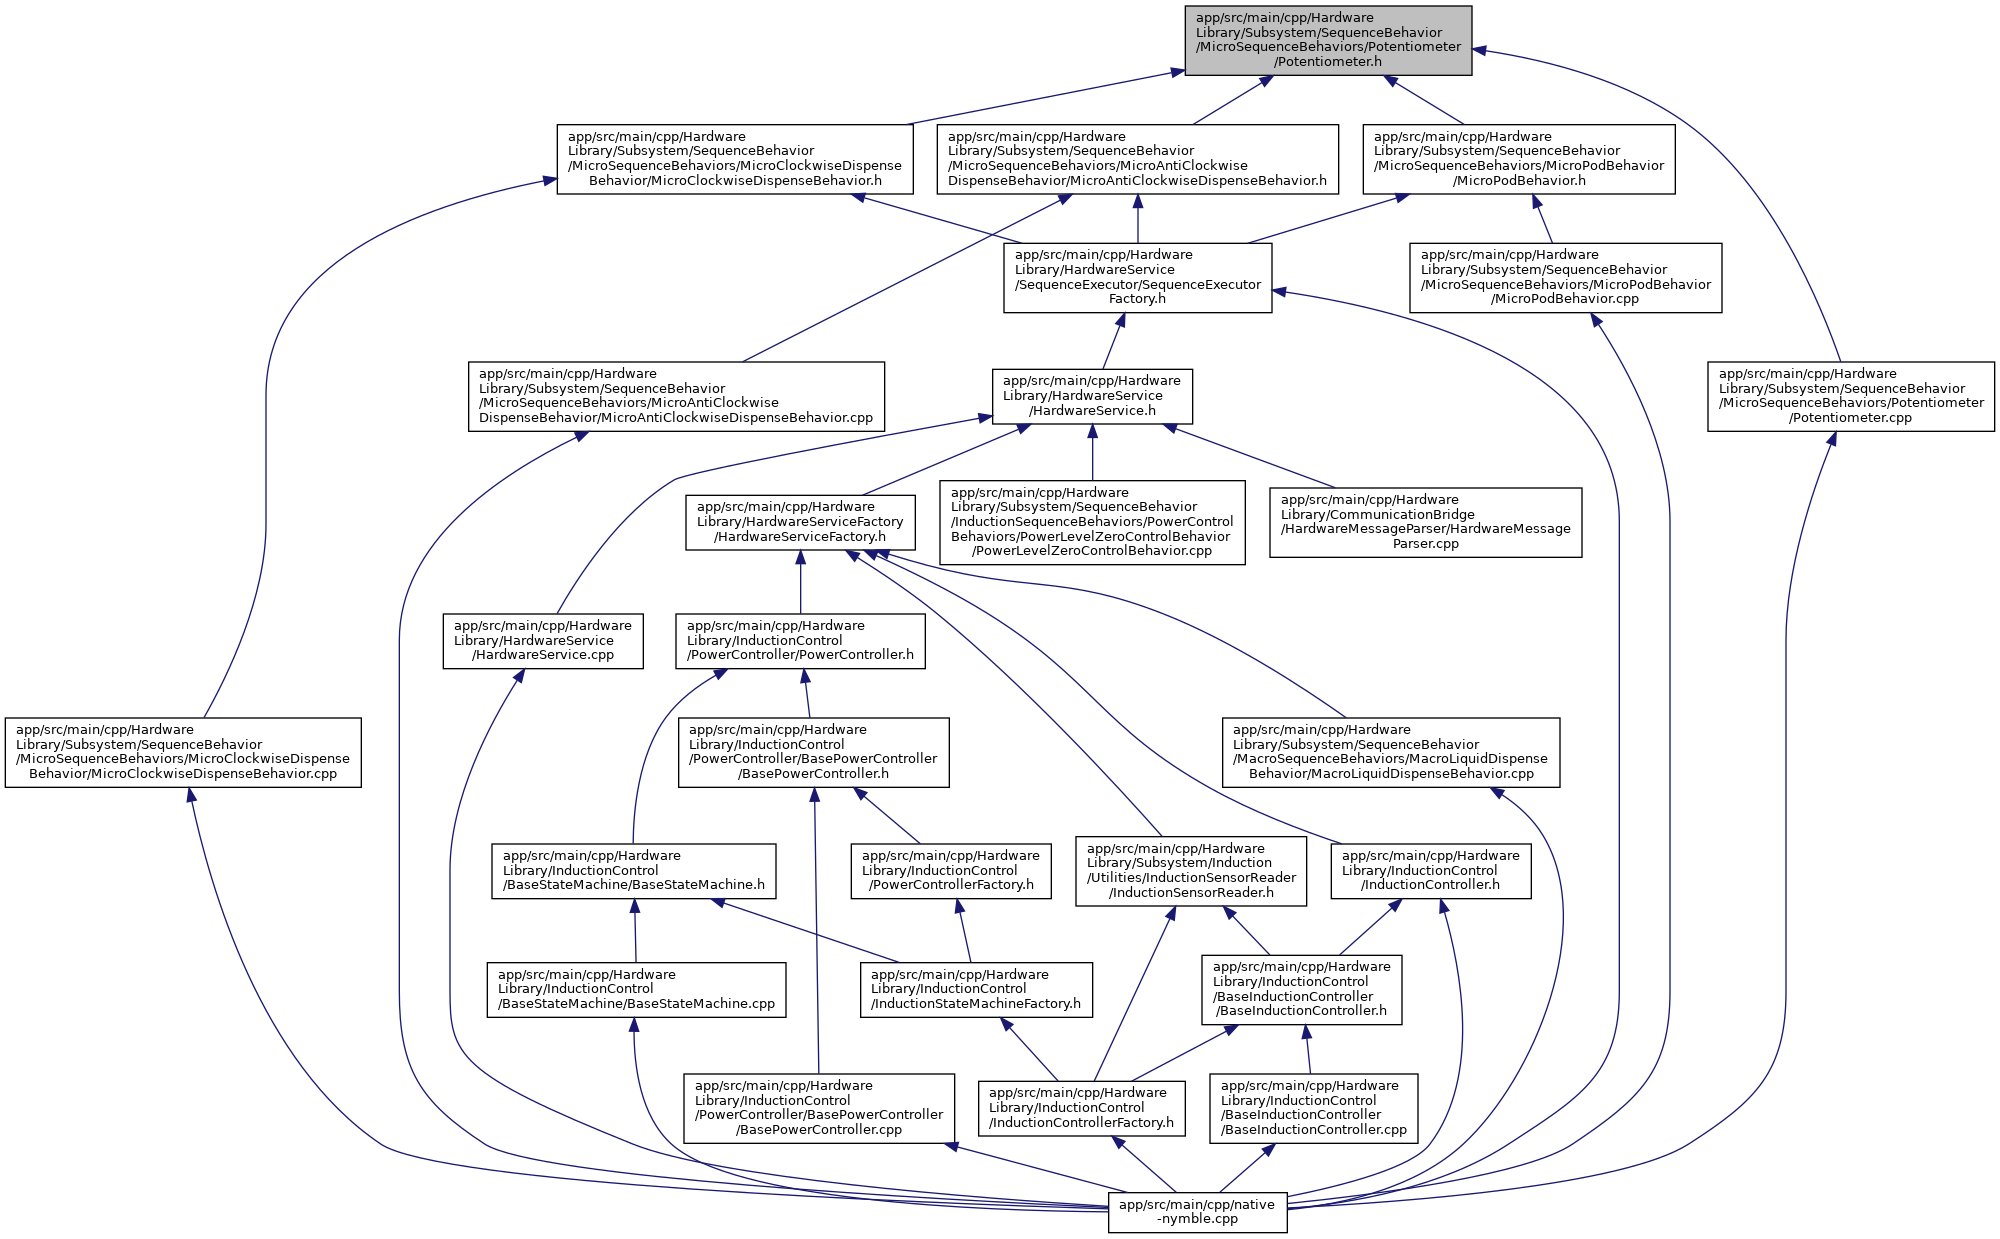 app/src/main/cpp/Hardware
Library/Subsystem/SequenceBehavior
/MicroSequenceBehaviors/Potentiometer
/Potentiometer.h
app/src/main/cpp/Hardware
Library/Subsystem/SequenceBehavior
/MicroSequenceBehaviors/MicroClockwiseDispense
Behavior/MicroClockwiseDispenseBehavior.h
app/src/main/cpp/Hardware
Library/Subsystem/SequenceBehavior
/MicroSequenceBehaviors/MicroAntiClockwise
DispenseBehavior/MicroAntiClockwiseDispenseBehavior.h
app/src/main/cpp/Hardware
Library/Subsystem/SequenceBehavior
/MicroSequenceBehaviors/MicroPodBehavior
/MicroPodBehavior.h
app/src/main/cpp/Hardware
Library/HardwareService
/SequenceExecutor/SequenceExecutor
Factory.h
app/src/main/cpp/Hardware
Library/Subsystem/SequenceBehavior
/MicroSequenceBehaviors/MicroPodBehavior
/MicroPodBehavior.cpp
app/src/main/cpp/Hardware
Library/Subsystem/SequenceBehavior
/MicroSequenceBehaviors/MicroAntiClockwise
DispenseBehavior/MicroAntiClockwiseDispenseBehavior.cpp
app/src/main/cpp/Hardware
Library/HardwareService
/HardwareService.h
app/src/main/cpp/Hardware
Library/Subsystem/SequenceBehavior
/MicroSequenceBehaviors/Potentiometer
/Potentiometer.cpp
app/src/main/cpp/Hardware
Library/HardwareServiceFactory
/HardwareServiceFactory.h
app/src/main/cpp/Hardware
Library/Subsystem/SequenceBehavior
/InductionSequenceBehaviors/PowerControl
Behaviors/PowerLevelZeroControlBehavior
/PowerLevelZeroControlBehavior.cpp
app/src/main/cpp/Hardware
Library/CommunicationBridge
/HardwareMessageParser/HardwareMessage
Parser.cpp
app/src/main/cpp/Hardware
Library/HardwareService
/HardwareService.cpp
app/src/main/cpp/Hardware
Library/InductionControl
/PowerController/PowerController.h
app/src/main/cpp/Hardware
Library/Subsystem/SequenceBehavior
/MicroSequenceBehaviors/MicroClockwiseDispense
Behavior/MicroClockwiseDispenseBehavior.cpp
app/src/main/cpp/Hardware
Library/InductionControl
/PowerController/BasePowerController
/BasePowerController.h
app/src/main/cpp/Hardware
Library/Subsystem/SequenceBehavior
/MacroSequenceBehaviors/MacroLiquidDispense
Behavior/MacroLiquidDispenseBehavior.cpp
app/src/main/cpp/Hardware
Library/InductionControl
/BaseStateMachine/BaseStateMachine.h
app/src/main/cpp/Hardware
Library/InductionControl
/PowerControllerFactory.h
app/src/main/cpp/Hardware
Library/Subsystem/Induction
/Utilities/InductionSensorReader
/InductionSensorReader.h
app/src/main/cpp/Hardware
Library/InductionControl
/InductionController.h
app/src/main/cpp/Hardware
Library/InductionControl
/BaseStateMachine/BaseStateMachine.cpp
app/src/main/cpp/Hardware
Library/InductionControl
/InductionStateMachineFactory.h
app/src/main/cpp/Hardware
Library/InductionControl
/BaseInductionController
/BaseInductionController.h
app/src/main/cpp/Hardware
Library/InductionControl
/PowerController/BasePowerController
/BasePowerController.cpp
app/src/main/cpp/Hardware
Library/InductionControl
/InductionControllerFactory.h
app/src/main/cpp/Hardware
Library/InductionControl
/BaseInductionController
/BaseInductionController.cpp
app/src/main/cpp/native
-nymble.cpp